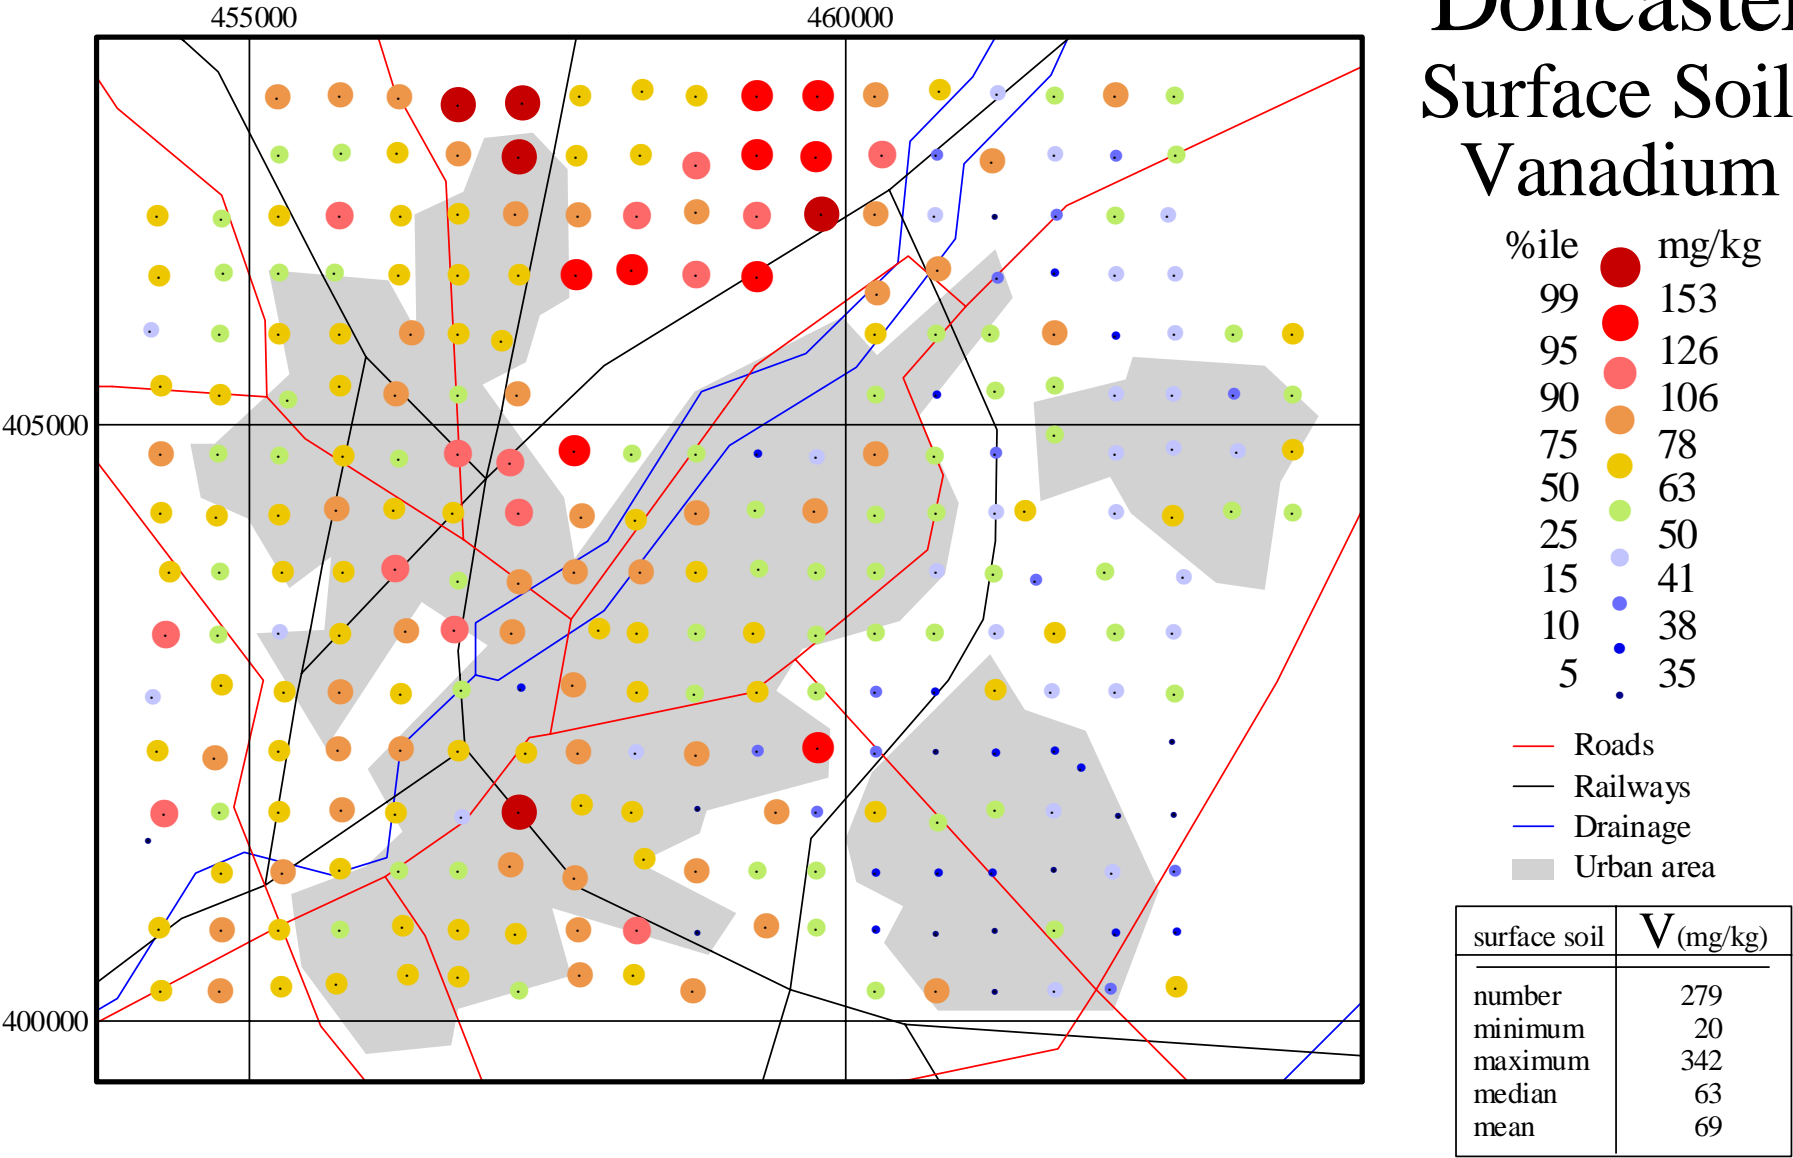 455000 460000
Doncaster
Surface Soil
Vanadium
%ile mg/kg
99 153
95 126
90 106
75 78
50 63
25 50
15 41
10 38
5 35
405000
400000
Roads
Railways
Drainage
Urban area
surface soil V (mg/kg)
number 279
minimum 20
maximum 342
median 63
mean 69